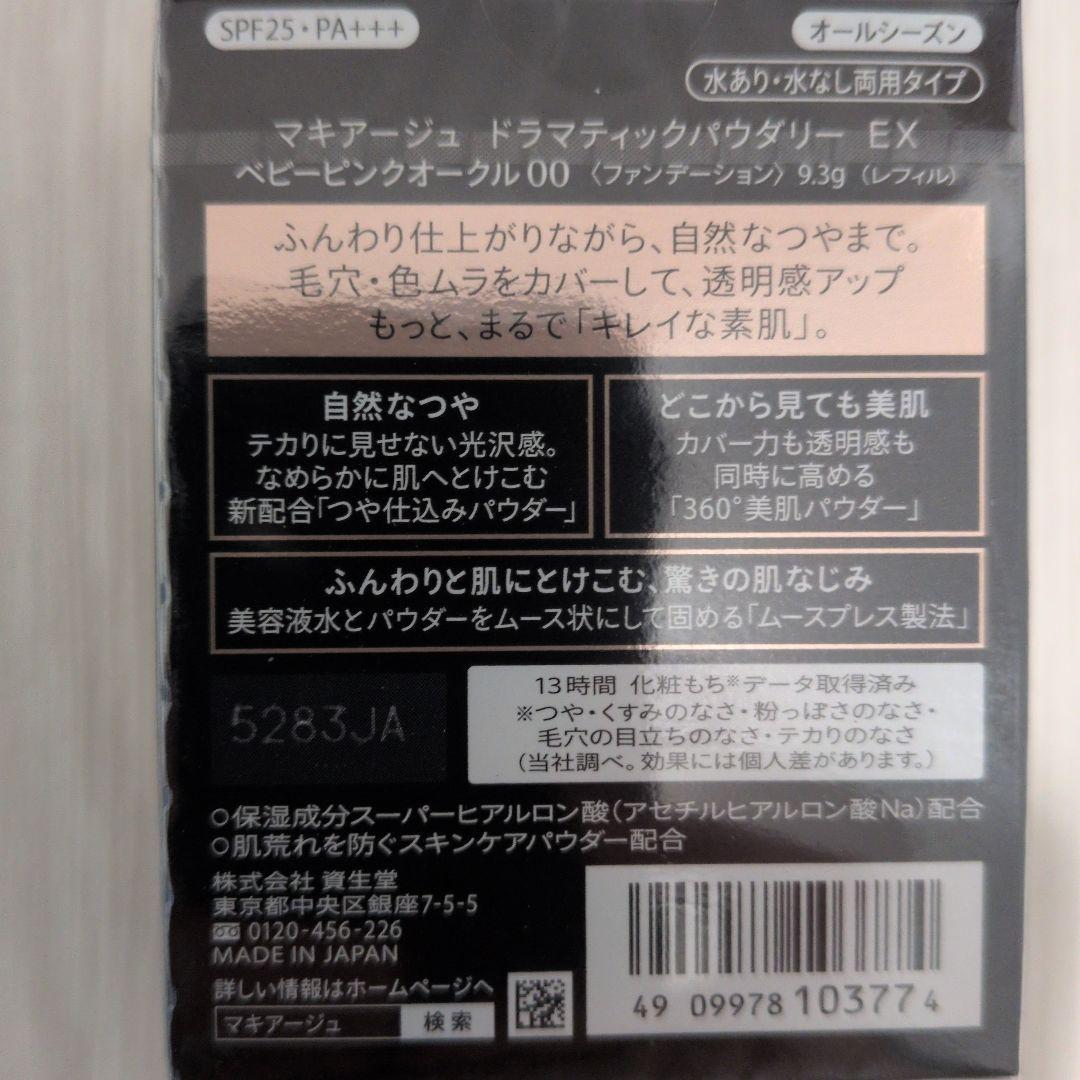 SPF25・PA+++
オールシーズン
水あり・水なし両用タイプ
マキアージュ ドラマティックパウダリー EX
ベビーピンクオークル00 〈ファンデーション〉 9.3g (レフィル)
ふんわり仕上がりながら、自然なつやまで。
毛穴・色ムラをカバーして、透明感アップ
もっと、まるで「キレイな素肌」。
自然なつや
テカりに見せない光沢感。
なめらかに肌へとけこむ
新配合「つや仕込みパウダー」
どこから見ても美肌
カバー力も透明感も
同時に高める
「360°美肌パウダー」
ふんわりと肌にとけこむ、驚きの肌なじみ
美容液水とパウダーをムース状にして固める「ムースプレス製法」
5283JA
13時間 化粧もち※データ取得済み
※つや・くすみのなさ・粉っぽさのなさ・
毛穴の目立ちのなさ・テカりのなさ
(当社調べ。効果には個人差があります。)
○保湿成分スーパーヒアルロン酸(アセチルヒアルロン酸Na)配合
○肌荒れを防ぐスキンケアパウダー配合
株式会社 資生堂
東京都中央区銀座7-5-5
0120-456-226
MADE IN JAPAN
詳しい情報はホームページへ
マキアージュ 検索
49 09978 103774